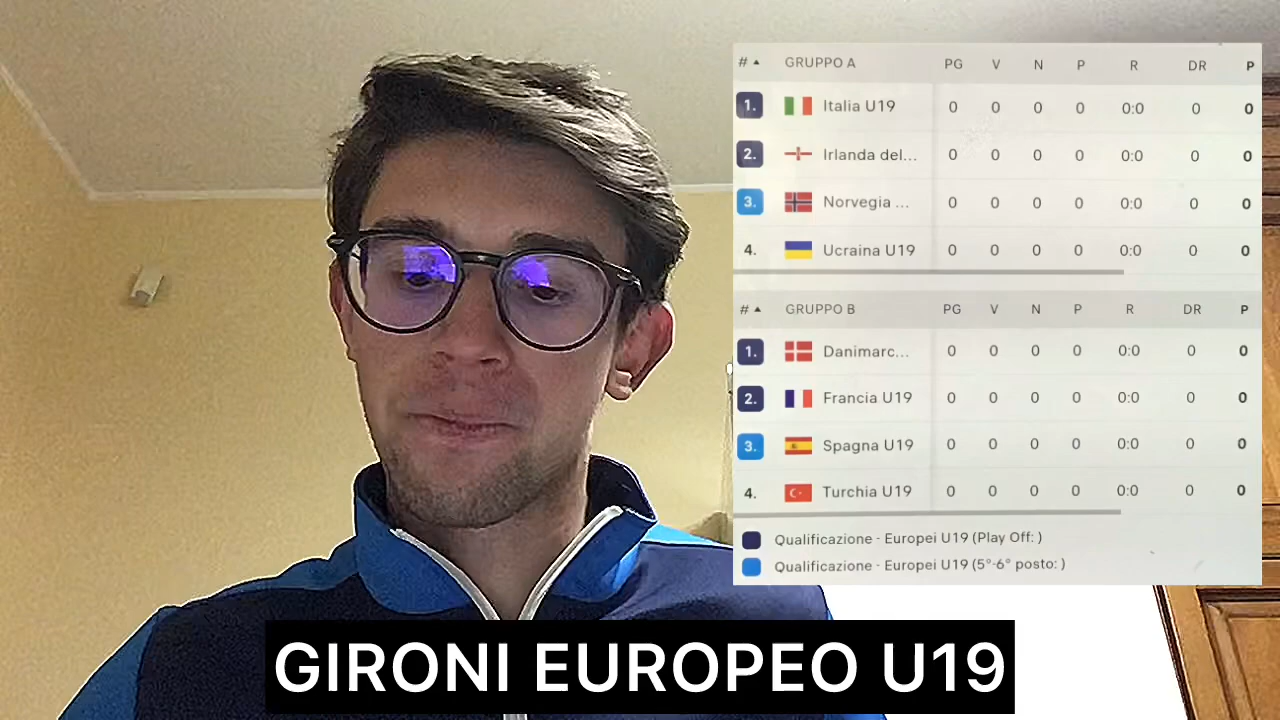 # ▲ GRUPPO A PG V N P R DR P
1. Italia U19 0 0 0 0 0:0 0 0
2. Irlanda del... 0 0 0 0 0:0 0 0
3. Norvegia ... 0 0 0 0 0:0 0 0
4. Ucraina U19 0 0 0 0 0:0 0 0
# ▲ GRUPPO B PG V N P R DR P
1. Danimarc... 0 0 0 0 0:0 0 0
2. Francia U19 0 0 0 0 0:0 0 0
3. Spagna U19 0 0 0 0 0:0 0 0
4. Turchia U19 0 0 0 0 0:0 0 0
Qualificazione - Europei U19 (Play Off: )
Qualificazione - Europei U19 (5°-6° posto: )
GIRONI EUROPEO U19